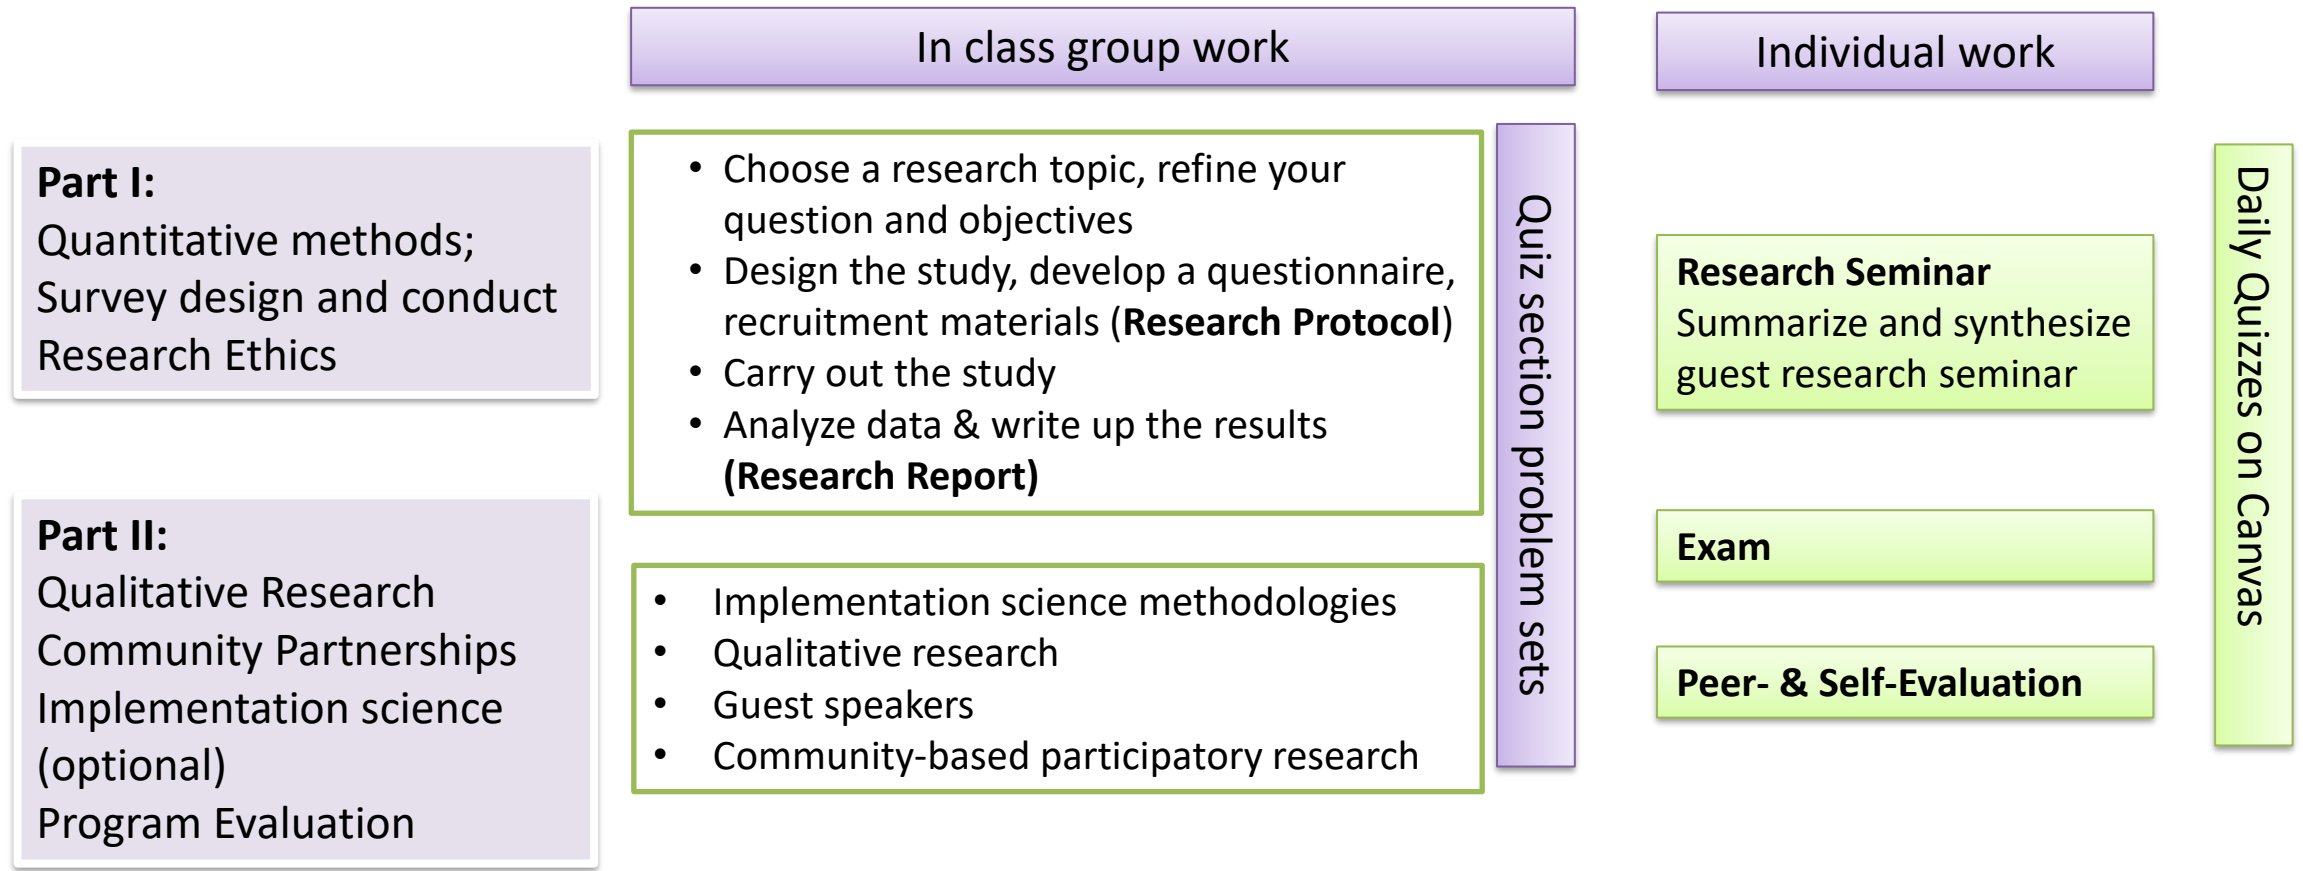 In class group work
Individual work
Part I:
Quantitative methods;
Survey design and conduct
Research Ethics
• Choose a research topic, refine your
question and objectives
• Design the study, develop a questionnaire,
recruitment materials (Research Protocol)
• Carry out the study
• Analyze data & write up the results
(Research Report)
Quiz section problem sets
Research Seminar
Summarize and synthesize
guest research seminar
Daily Quizzes on Canvas
Part II:
Qualitative Research
Community Partnerships
Implementation science
(optional)
Program Evaluation
• Implementation science methodologies
• Qualitative research
• Guest speakers
• Community-based participatory research
Exam
Peer- & Self-Evaluation